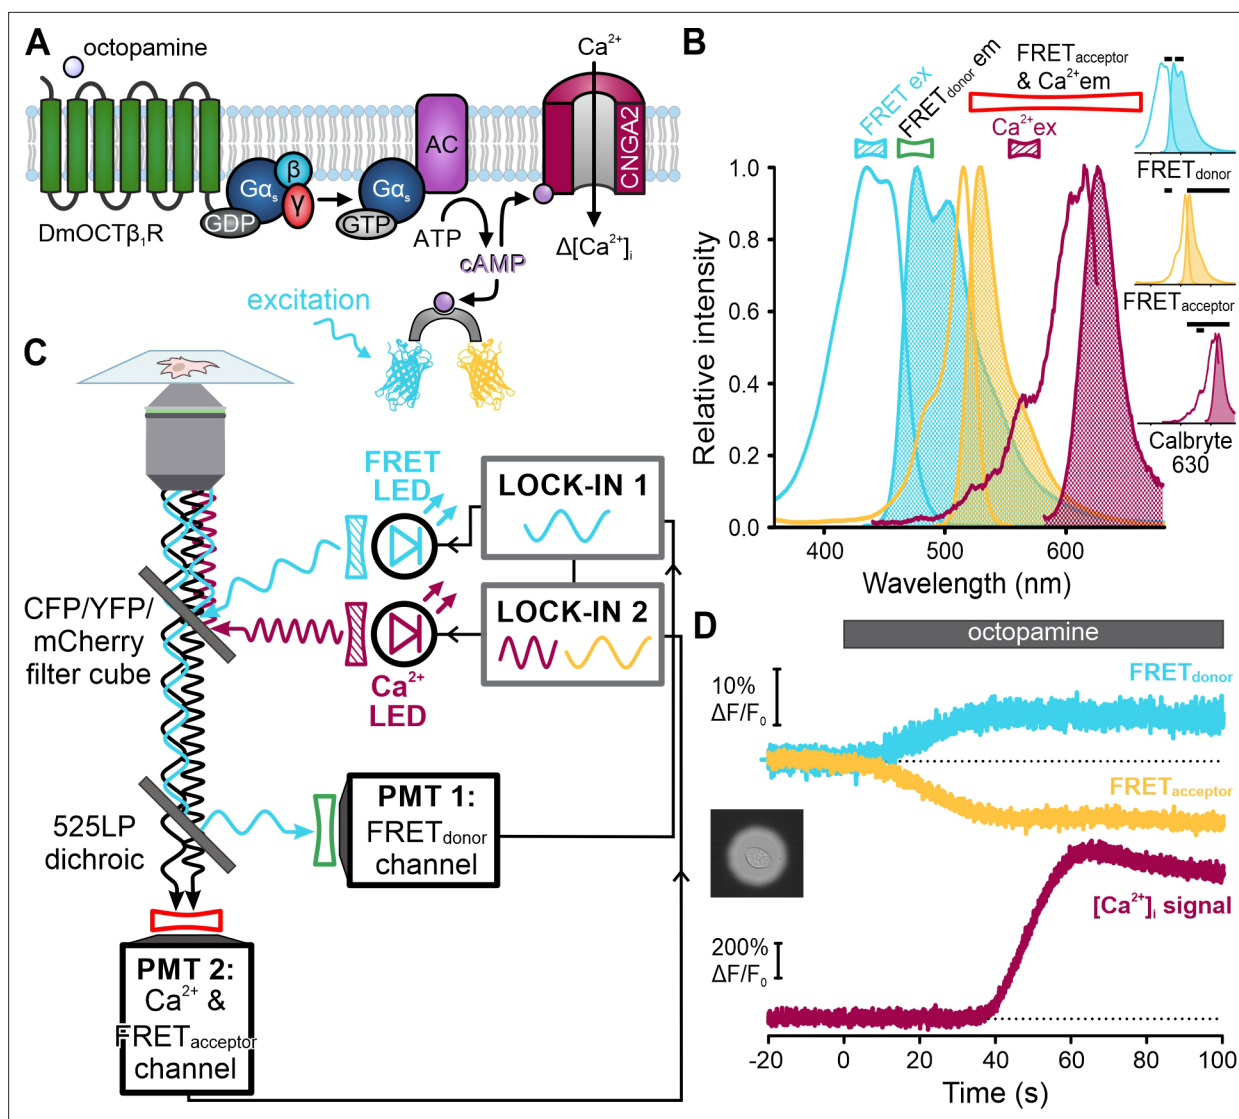 A
octopamine
Ca²⁺
AC
CNGA2
Gαₛ
β
γ
GDP
Gαₛ
GTP
DmOCTβ₁R
ATP
cAMP
Δ[Ca²⁺]ᵢ
excitation
B
FRET ex
FRETdonor em
FRETacceptor
& Ca²⁺em
Ca²⁺ex
1.0
0.8
0.6
0.4
0.2
0.0
Relative intensity
400
500
600
Wavelength (nm)
FRETdonor
FRETacceptor
Calbryte
630
C
FRET
LED
LOCK-IN 1
LOCK-IN 2
Ca²⁺
LED
CFP/YFP/
mCherry
filter cube
525LP
dichroic
PMT 1:
FRETdonor
channel
PMT 2:
Ca²⁺ &
FRETacceptor
channel
D
octopamine
10%
ΔF/F₀
FRETdonor
FRETacceptor
[Ca²⁺]ᵢ signal
200%
ΔF/F₀
-20
0
20
40
60
80
100
Time (s)